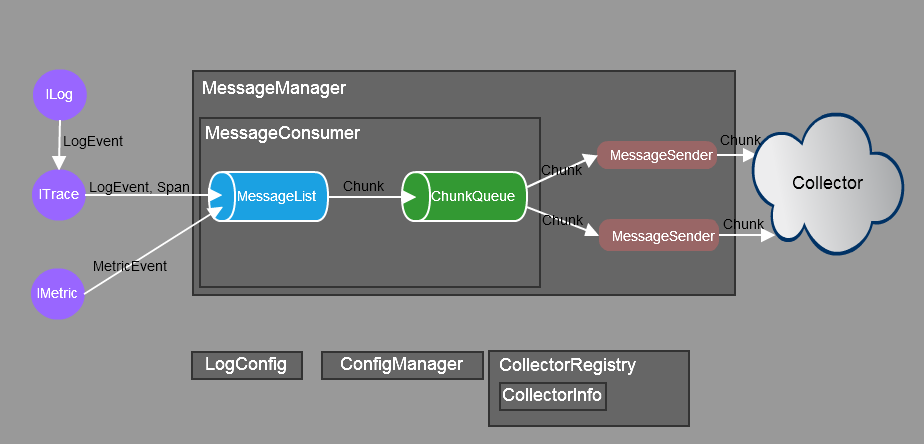 MessageManager
ILog
MessageConsumer
LogEvent
Chunk
MessageSender
Chunk
Collector
ITrace
LogEvent, Span
MessageList
Chunk
ChunkQueue
Chunk
MessageSender
Chunk
MetricEvent
IMetric
LogConfig
ConfigManager
CollectorRegistry
CollectorInfo